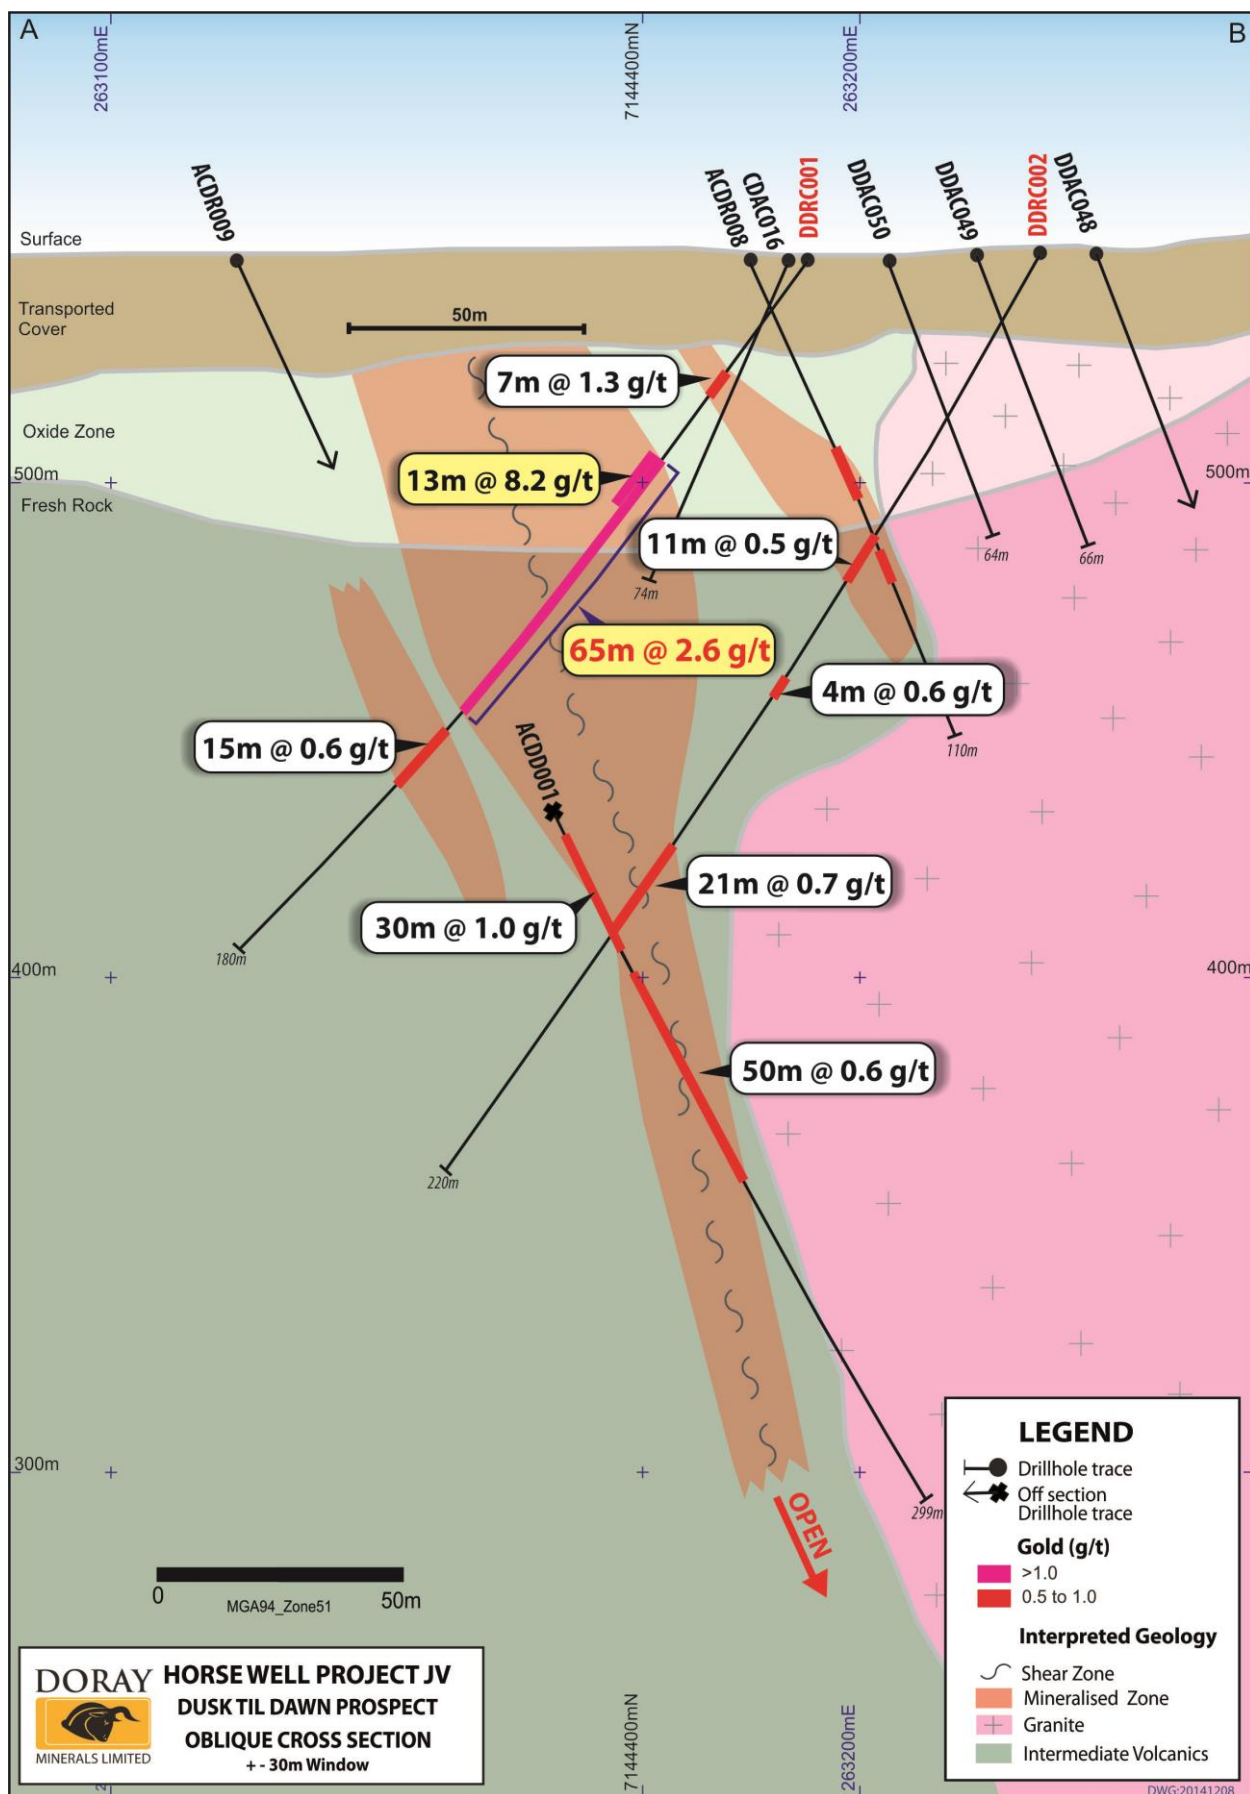 A
B
263100mE
7144400mN
263200mE
ACDR009
ACDR008
CDAC016
DDRC001
DDAC050
DDAC049
DDRC002
DDAC048
Surface
Transported
Cover
50m
7m @ 1.3 g/t
Oxide Zone
13m @ 8.2 g/t
500m
500m
Fresh Rock
11m @ 0.5 g/t
64m
66m
74m
65m @ 2.6 g/t
4m @ 0.6 g/t
15m @ 0.6 g/t
110m
ACDD001
21m @ 0.7 g/t
30m @ 1.0 g/t
180m
400m
400m
50m @ 0.6 g/t
220m
300m
299m
OPEN
LEGEND
Drillhole trace
Off section
Drillhole trace
Gold (g/t)
>1.0
0.5 to 1.0
Interpreted Geology
Shear Zone
Mineralised Zone
Granite
Intermediate Volcanics
0
50m
MGA94_Zone51
DORAY
MINERALS LIMITED
HORSE WELL PROJECT JV
DUSK TIL DAWN PROSPECT
OBLIQUE CROSS SECTION
+ - 30m Window
7144400mN
263200mE
DWG:20141208